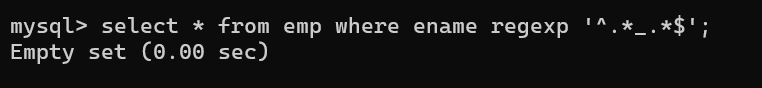 mysql> select * from emp where ename regexp '^.*_.*$';
Empty set (0.00 sec)